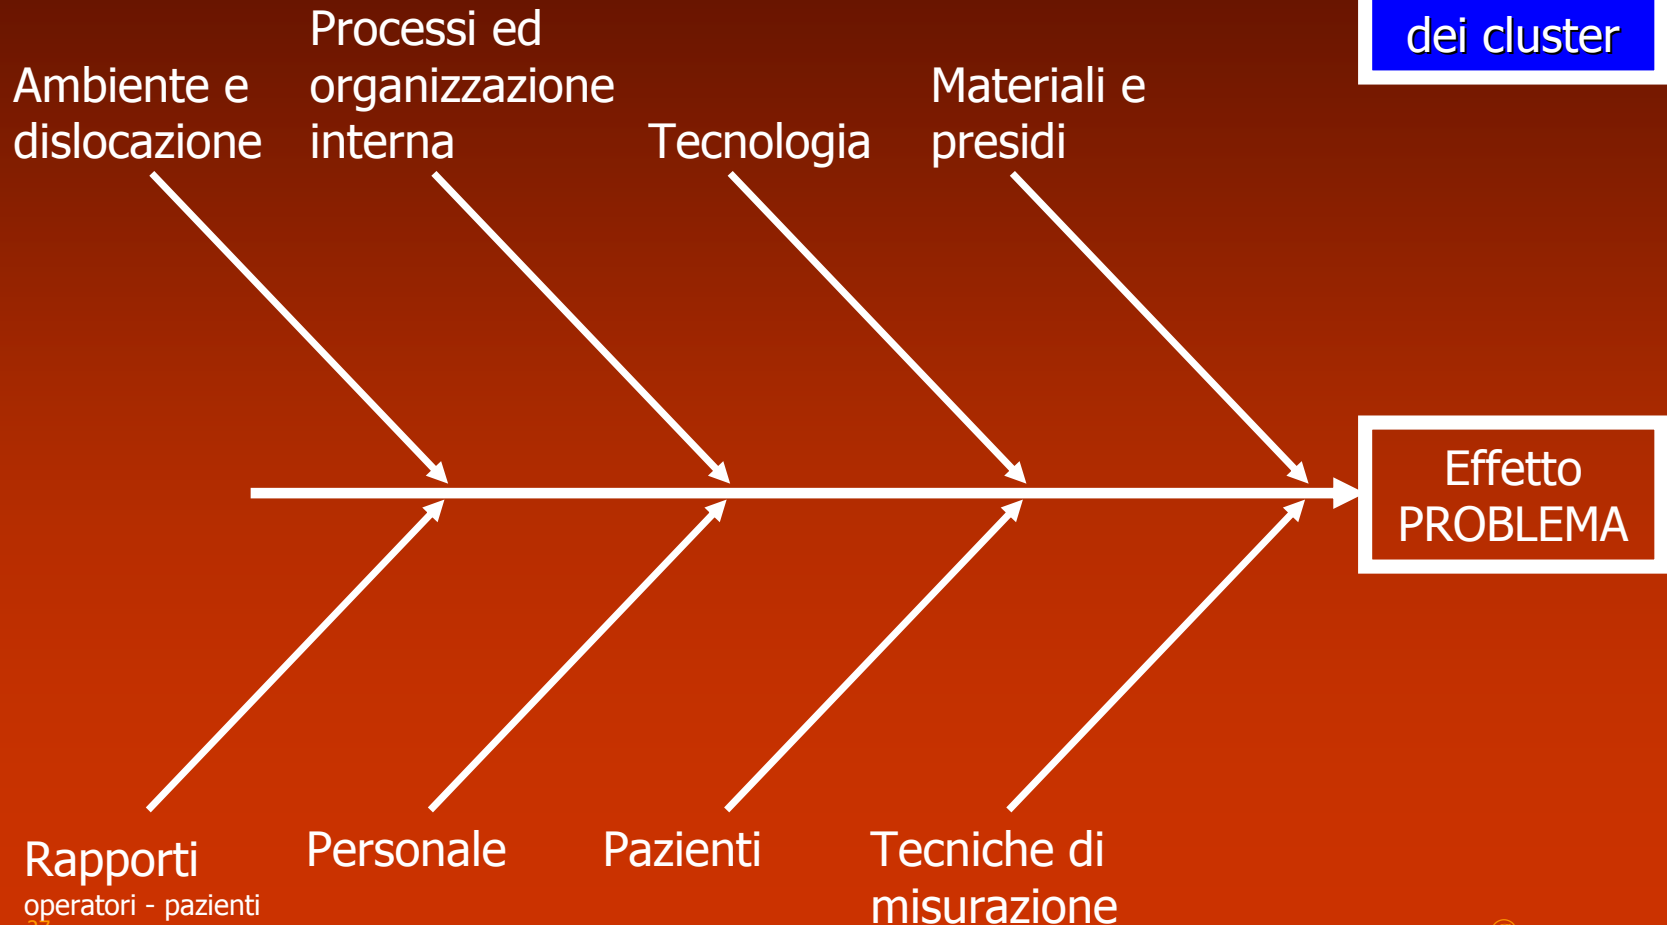 dei cluster
Processi ed
organizzazione
interna
Ambiente e
dislocazione
Tecnologia
Materiali e
presidi
Effetto
PROBLEMA
Rapporti
operatori - pazienti
Personale
Pazienti
Tecniche di
misurazione